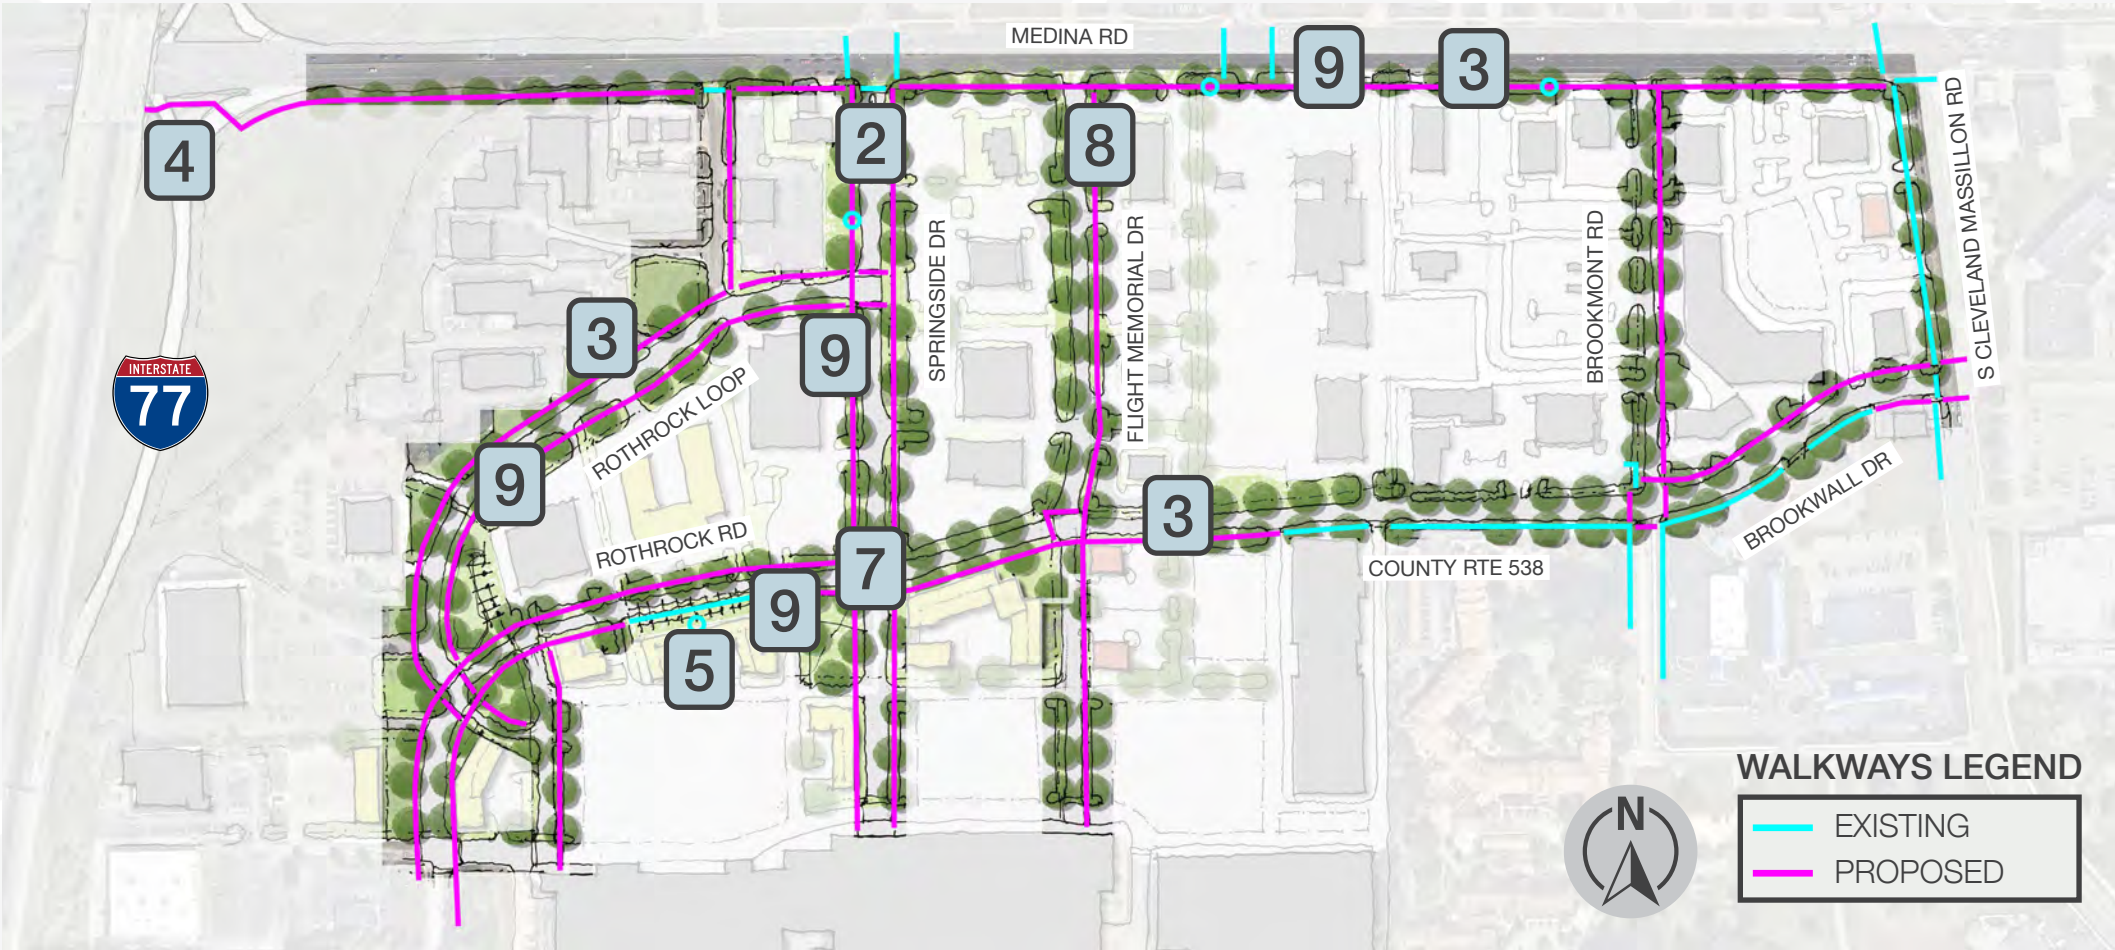 MEDINA RD
9
3
4
2
8
S CLEVELAND MASSILLON RD
SPRINGSIDE DR
FLIGHT MEMORIAL DR
BROOKMONT RD
3
9
INTERSTATE
77
ROTHROCK LOOP
9
3
BROOKWALL DR
ROTHROCK RD
7
COUNTY RTE 538
9
5
WALKWAYS LEGEND
N
EXISTING
PROPOSED